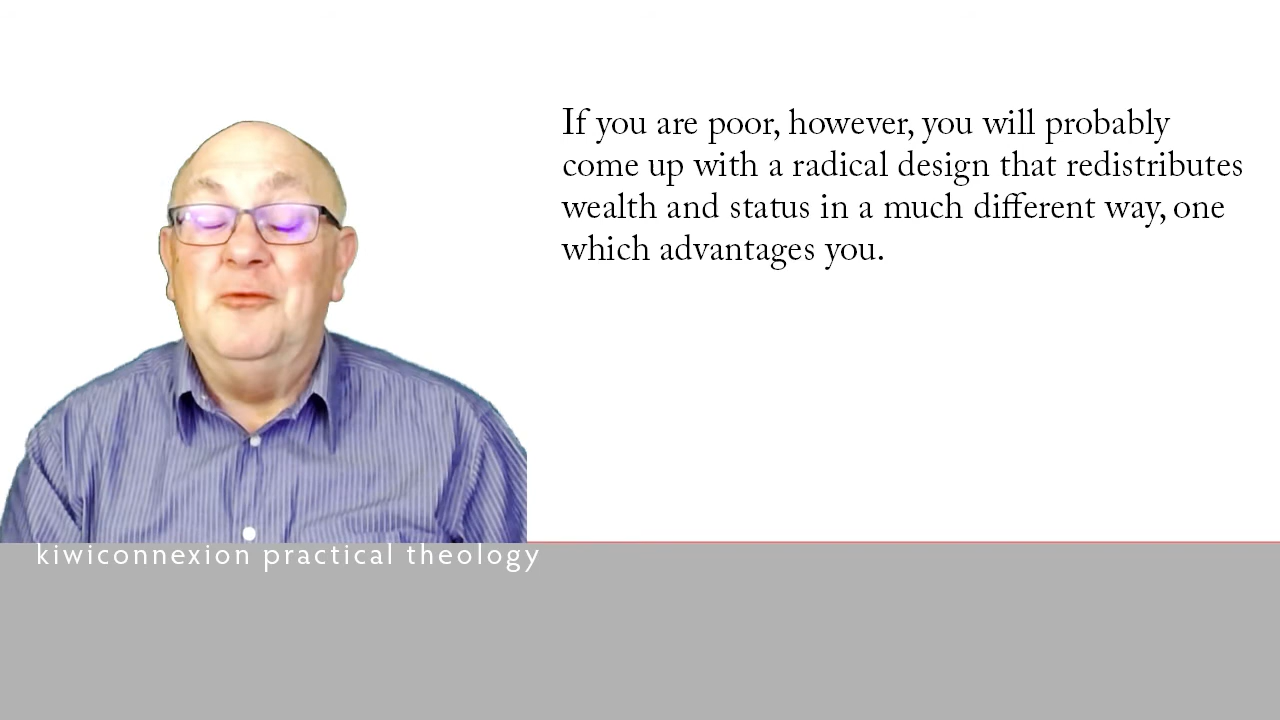 If you are poor, however, you will probably
come up with a radical design that redistributes
wealth and status in a much different way, one
which advantages you.
kiwiconnexion practical theology